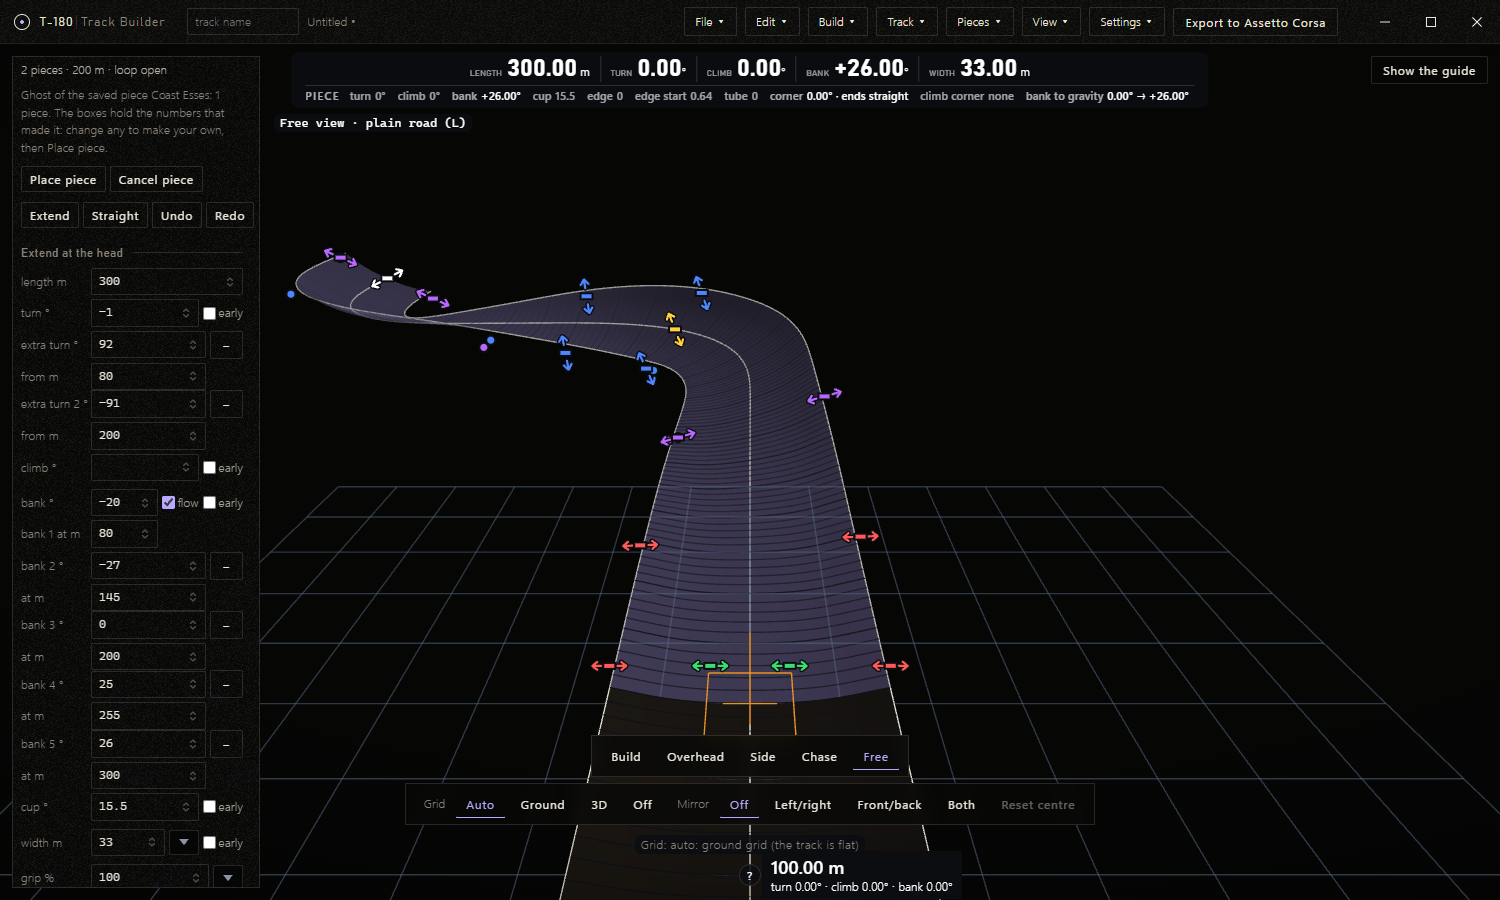 T-180 Track Builder track name Untitled •
File ▾ Edit ▾ Build ▾ Track ▾ Pieces ▾ View ▾ Settings ▾ Export to Assetto Corsa
2 pieces · 200 m · loop open
Ghost of the saved piece Coast Esses: 1
piece. The boxes hold the numbers that
made it: change any to make your own,
then Place piece.
Place piece Cancel piece
Extend Straight Undo Redo
Extend at the head
length m 300
turn ° −1 early
extra turn ° 92 −
from m 80
extra turn 2 ° −91 −
from m 200
climb ° early
bank ° −20 flow early
bank 1 at m 80
bank 2 ° −27 −
at m 145
bank 3 ° 0 −
at m 200
bank 4 ° 25 −
at m 255
bank 5 ° 26 −
at m 300
cup ° 15.5 early
width m 33 early
grip % 100
LENGTH 300.00 m TURN 0.00° CLIMB 0.00° BANK +26.00° WIDTH 33.00 m
PIECE turn 0° climb 0° bank +26.00° cup 15.5 edge 0 edge start 0.64 tube 0 corner 0.00° · ends straight climb corner none bank to gravity 0.00° → +26.00°
Free view · plain road (L)
Show the guide
Build Overhead Side Chase Free
Grid Auto Ground 3D Off Mirror Off Left/right Front/back Both Reset centre
Grid: auto: ground grid (the track is flat)
? 100.00 m
turn 0.00° · climb 0.00° · bank 0.00°